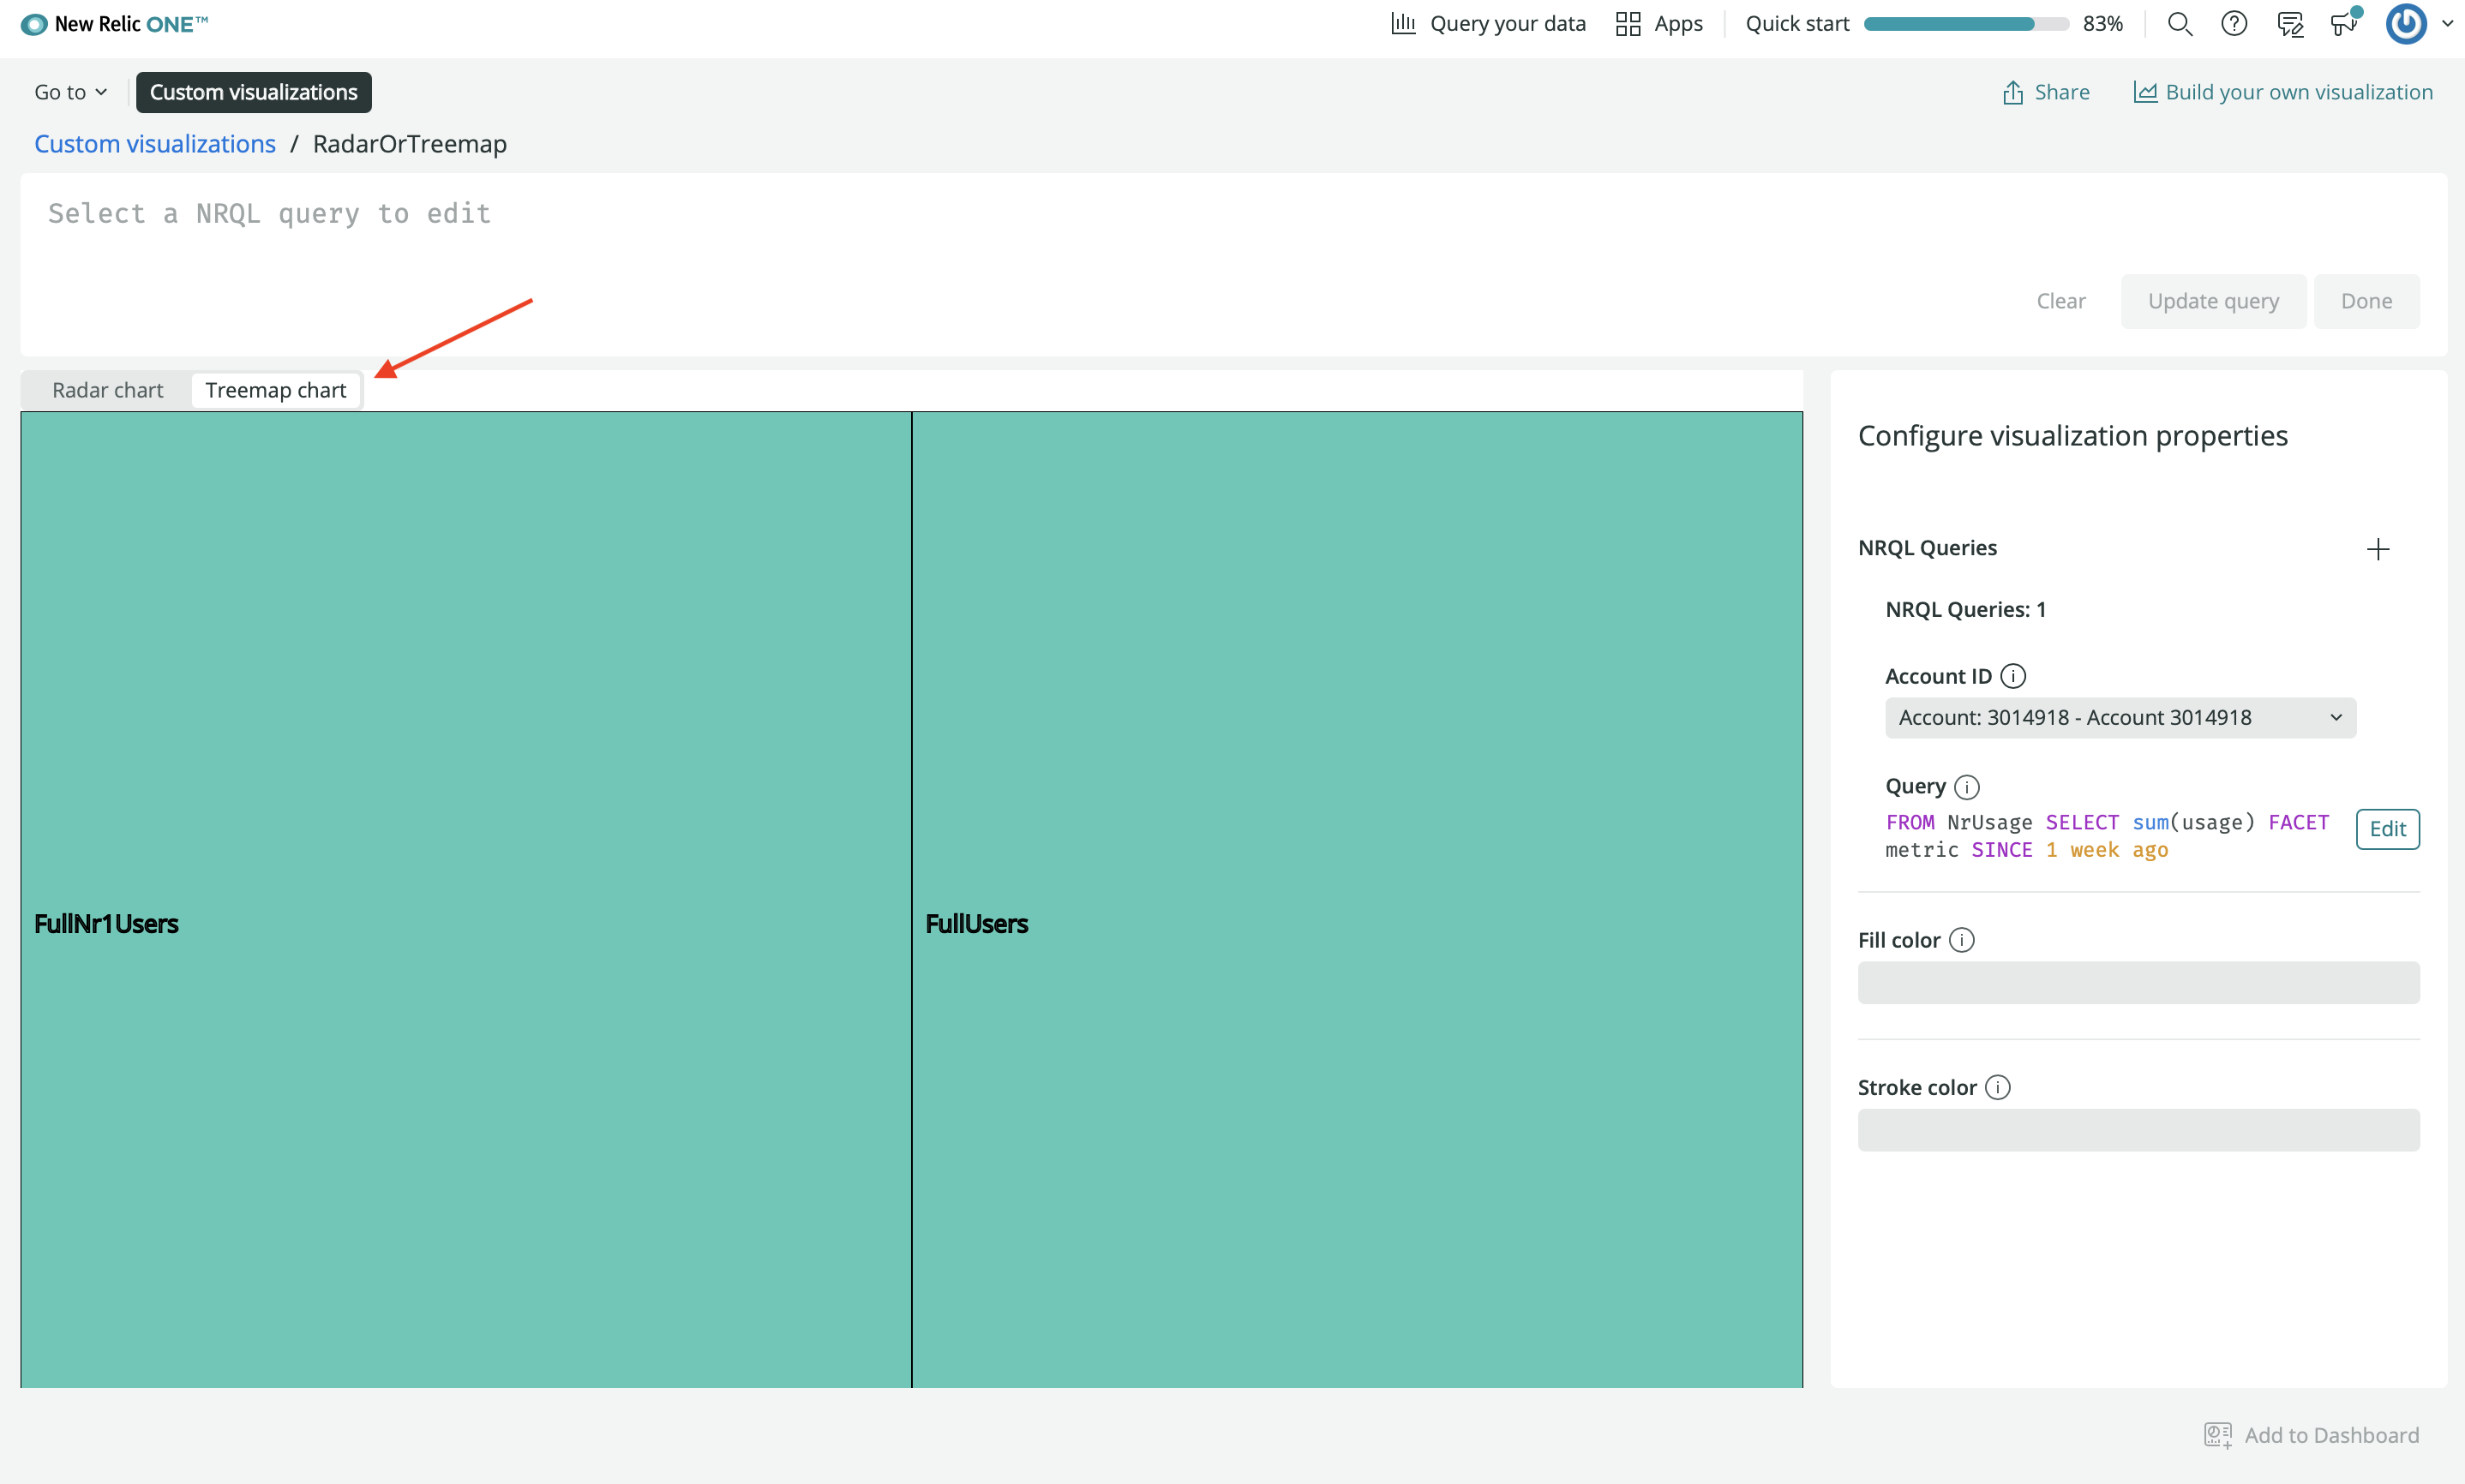 New Relic ONE™
Query your data
Apps
Quick start
83%
Go to
Custom visualizations
Share
Build your own visualization
Custom visualizations / RadarOrTreemap
Select a NRQL query to edit
Clear
Update query
Done
Radar chart
Treemap chart
FullNr1Users
FullUsers
Configure visualization properties
NRQL Queries
NRQL Queries: 1
Account ID
Account: 3014918 - Account 3014918
Query
FROM NrUsage SELECT sum(usage) FACET
metric SINCE 1 week ago
Edit
Fill color
Stroke color
Add to Dashboard